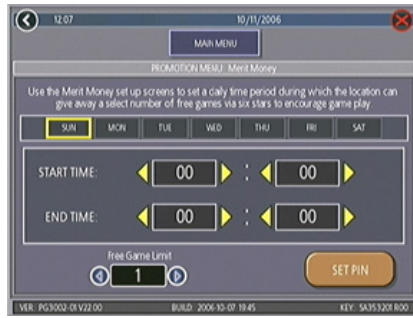 12:07 10/11/2006
MAIN MENU
PROMOTION MENU: Merit Money
Use the Merit Money set up screens to set a daily time period during which the location can
give away a select number of free games via six stars to encourage game play
SUN MON TUE WED THU FRI SAT
START TIME: 00 : 00
END TIME: 00 : 00
Free Game Limit
1
SET PIN
VER: PG3002-01 V22.00 BUILD: 2006-10-07 19:45 KEY: SA353201 R00